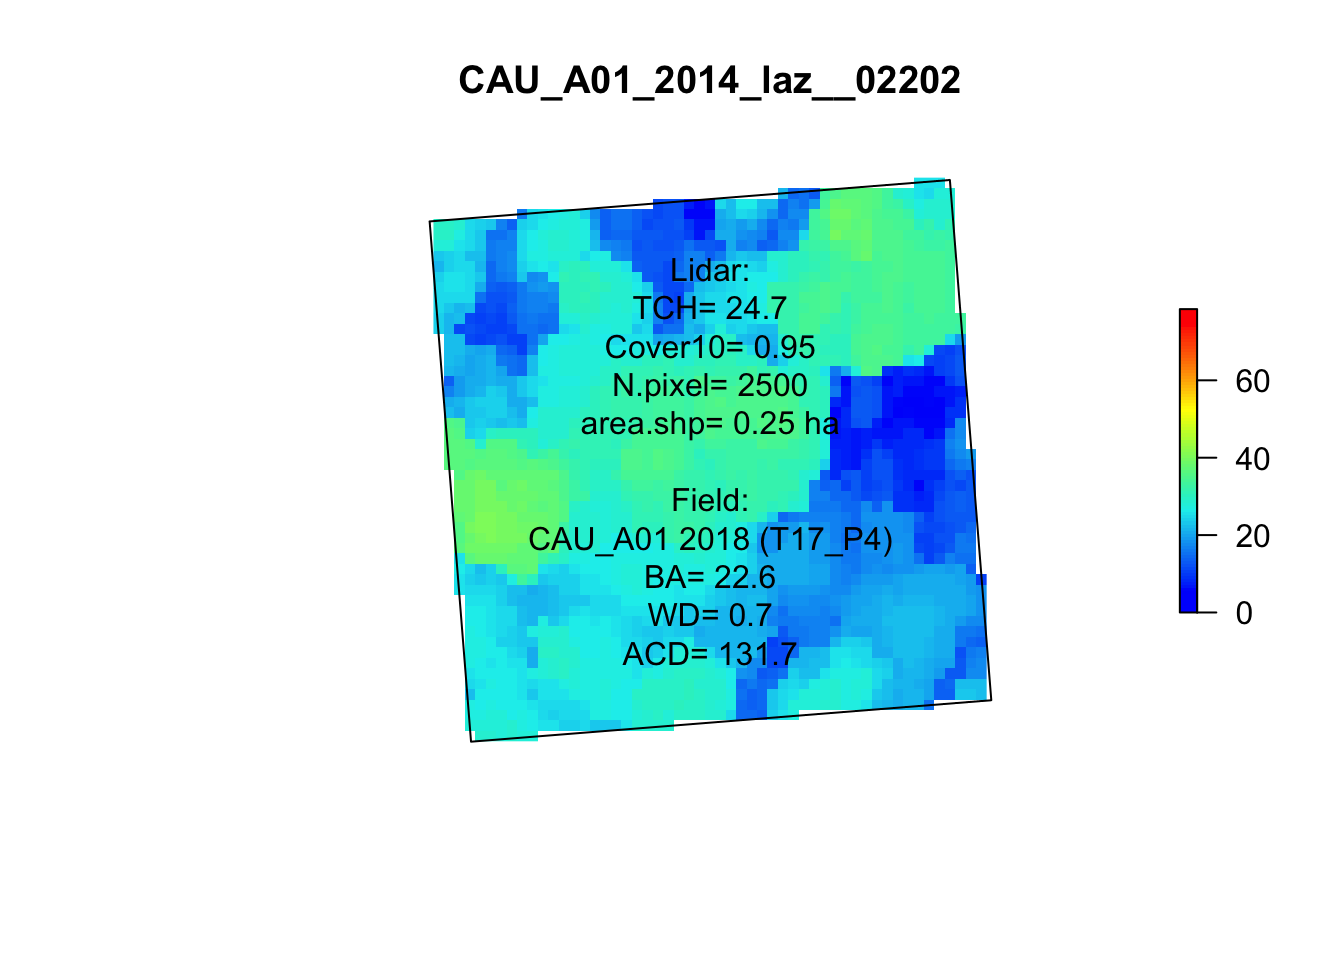 CAU_A01_2014_laz__02202
Lidar:
TCH= 24.7
Cover10= 0.95
N.pixel= 2500
area.shp= 0.25 ha
Field:
CAU_A01 2018 (T17_P4)
BA= 22.6
WD= 0.7
ACD= 131.7
60
40
20
0